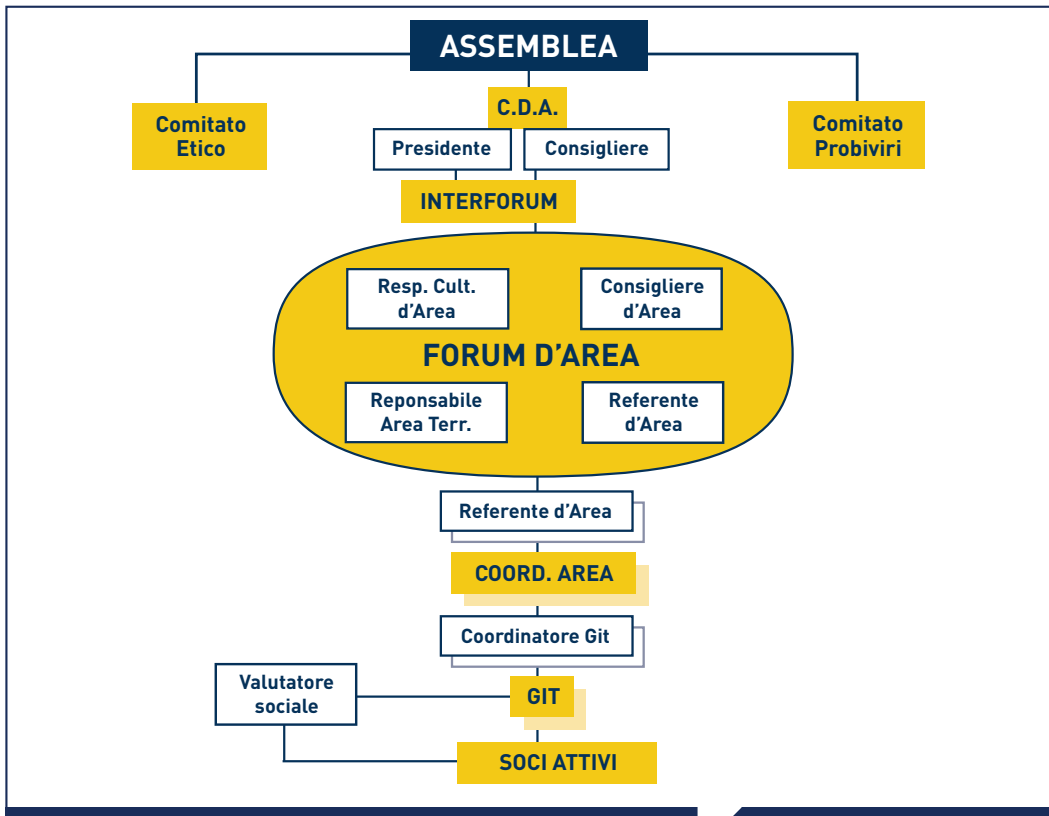 ASSEMBLEA
Comitato
Etico
C.D.A.
Comitato
Probiviri
Presidente
Consigliere
INTERFORUM
Resp. Cult.
d'Area
Consigliere
d'Area
FORUM D'AREA
Reponsabile
Area Terr.
Referente
d'Area
Referente d'Area
COORD. AREA
Coordinatore Git
Valutatore
sociale
GIT
SOCI ATTIVI